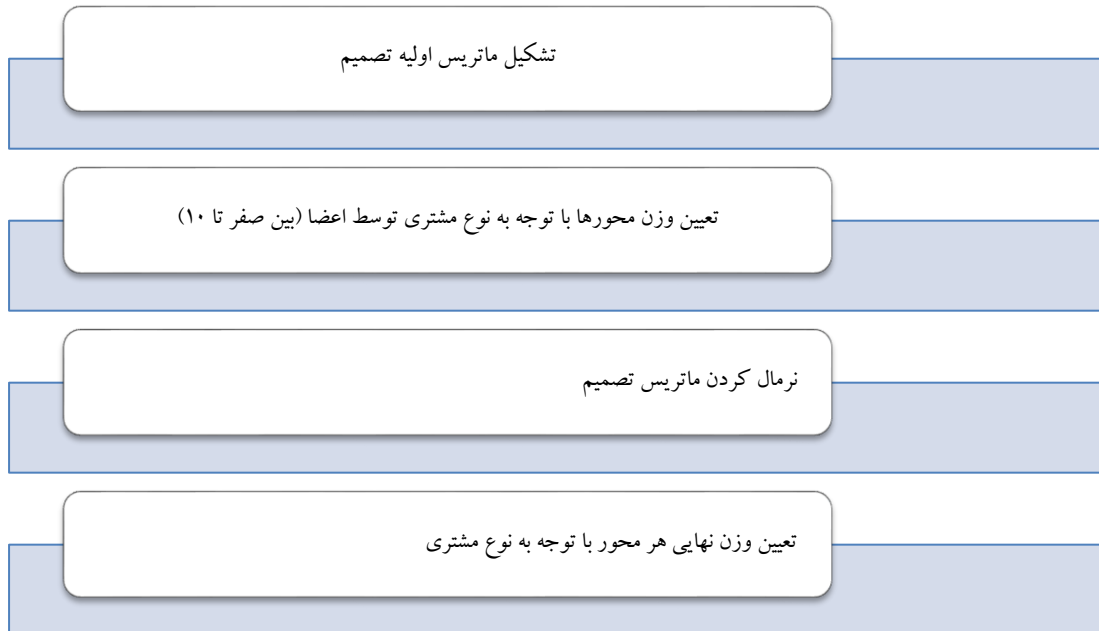 تشکیل ماتریس اولیه تصمیم
تعیین وزن محورها با توجه به نوع مشتری توسط اعضا (بین صفر تا ۱۰)
نرمال کردن ماتریس تصمیم
تعیین وزن نهایی هر محور با توجه به نوع مشتری